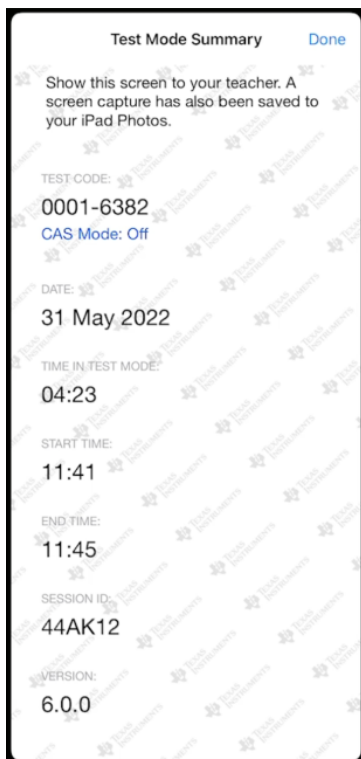 Test Mode Summary Done
Show this screen to your teacher. A
screen capture has also been saved to
your iPad Photos.
TEST CODE:
0001-6382
CAS Mode: Off
DATE:
31 May 2022
TIME IN TEST MODE:
04:23
START TIME:
11:41
END TIME:
11:45
SESSION ID:
44AK12
VERSION:
6.0.0
TEXAS
INSTRUMENTS